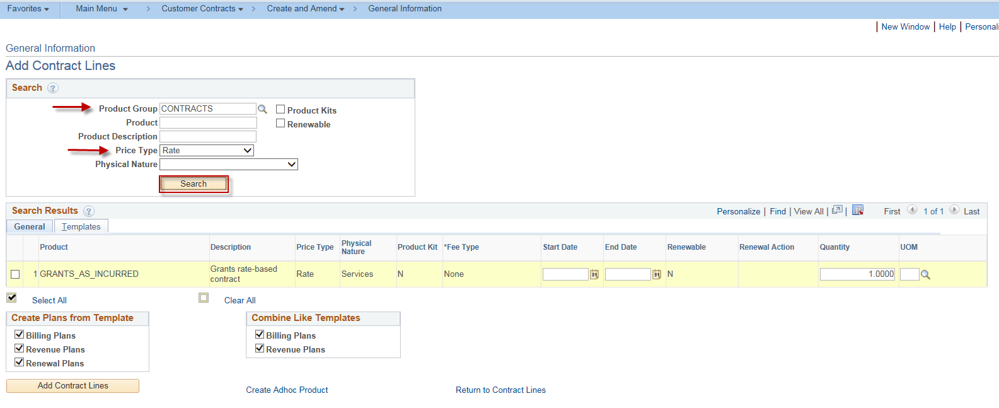 Favorites Main Menu > Customer Contracts > Create and Amend > General Information
New Window | Help | Personali
General Information
Add Contract Lines
Search ?
Product Group CONTRACTS Product Kits
Product Renewable
Product Description
Price Type Rate
Physical Nature
Search
Search Results ? Personalize | Find | View All | First 1 of 1 Last
General Templates
Product Description Price Type Physical Nature Product Kit *Fee Type Start Date End Date Renewable Renewal Action Quantity UOM
1 GRANTS_AS_INCURRED Grants rate-based contract Rate Services N None 31 31 N 1.0000
Select All Clear All
Create Plans from Template Combine Like Templates
Billing Plans Billing Plans
Revenue Plans Revenue Plans
Renewal Plans
Add Contract Lines Create Adhoc Product Return to Contract Lines